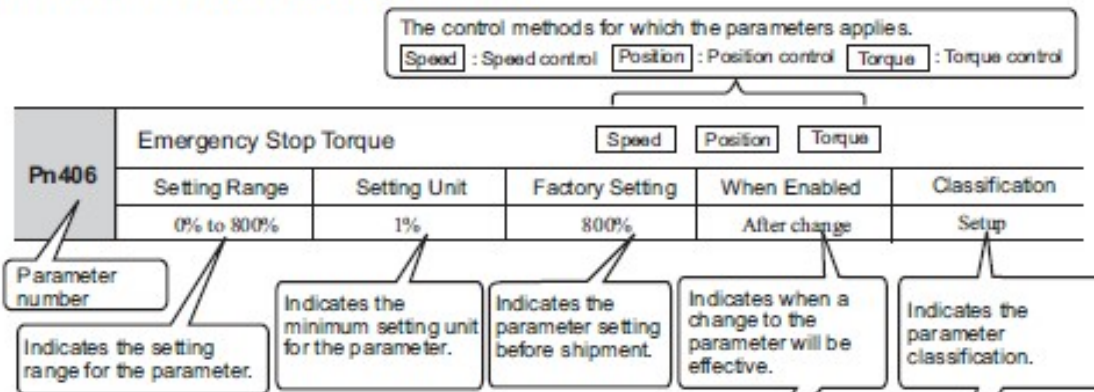 The control methods for which the parameters applies.
Speed : Speed control Position : Position control Torque : Torque control
Emergency Stop Torque Speed Position Torque
Pn406
Setting Range Setting Unit Factory Setting When Enabled Classification
0% to 800% 1% 800% After change Setup
Parameter
number
Indicates the setting
range for the parameter.
Indicates the
minimum setting unit
for the parameter.
Indicates the
parameter setting
before shipment.
Indicates when a
change to the
parameter will be
effective.
Indicates the
parameter
classification.